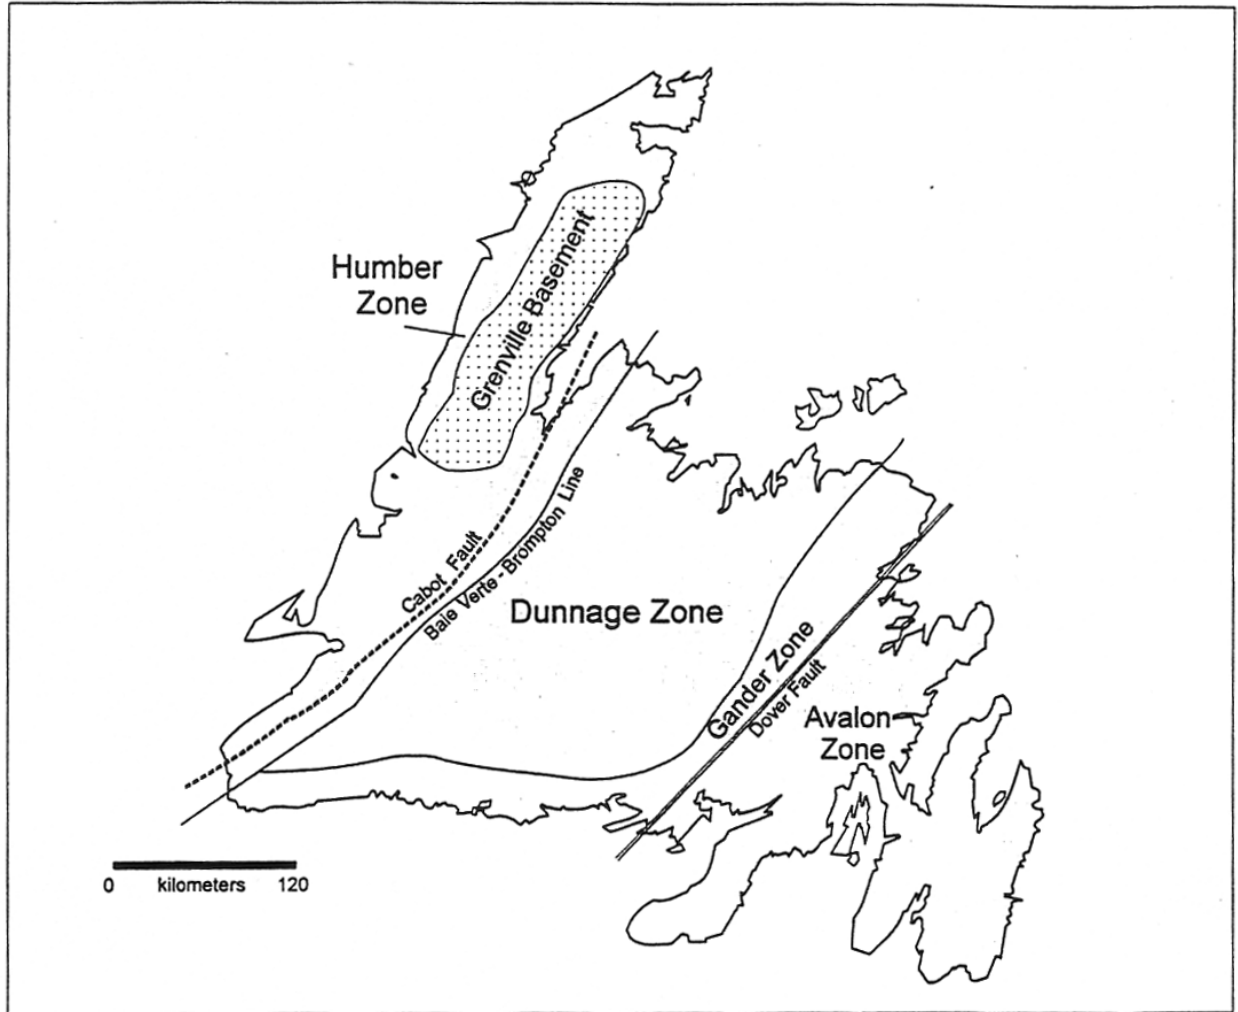 Humber
Zone
Grenville Basement
Cabot Fault
Baie Verte - Brompton Line
Dunnage Zone
Gander Zone
Dover Fault
Avalon
Zone
0 kilometers 120